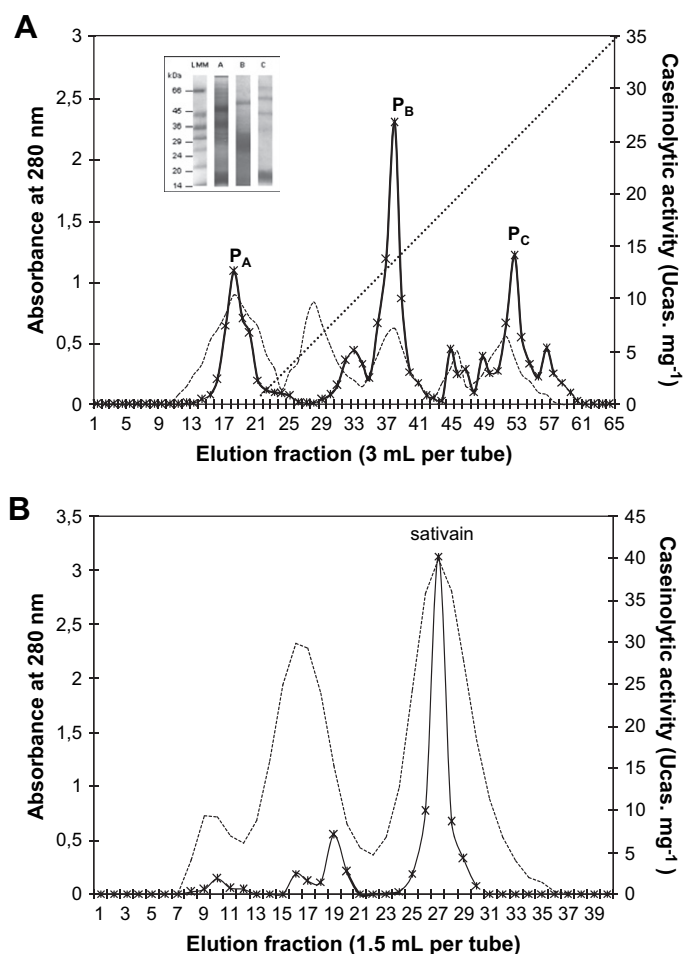 A
3
2,5
2
1,5
1
0,5
0
Absorbance at 280 nm
35
30
25
20
15
10
5
0
Caseinolytic activity (Ucas. mg⁻¹)
kDa LMM A B C
66
45
36
29
24
20
14
P_A
P_B
P_C
1 5 9 13 17 21 25 29 33 37 41 45 49 53 57 61 65
Elution fraction (3 mL per tube)
B
3,5
3
2,5
2
1,5
1
0,5
0
Absorbance at 280 nm
45
40
35
30
25
20
15
10
5
0
Caseinolytic activity (Ucas. mg⁻¹)
sativain
1 3 5 7 9 11 13 15 17 19 21 23 25 27 29 31 33 35 37 39
Elution fraction (1.5 mL per tube)